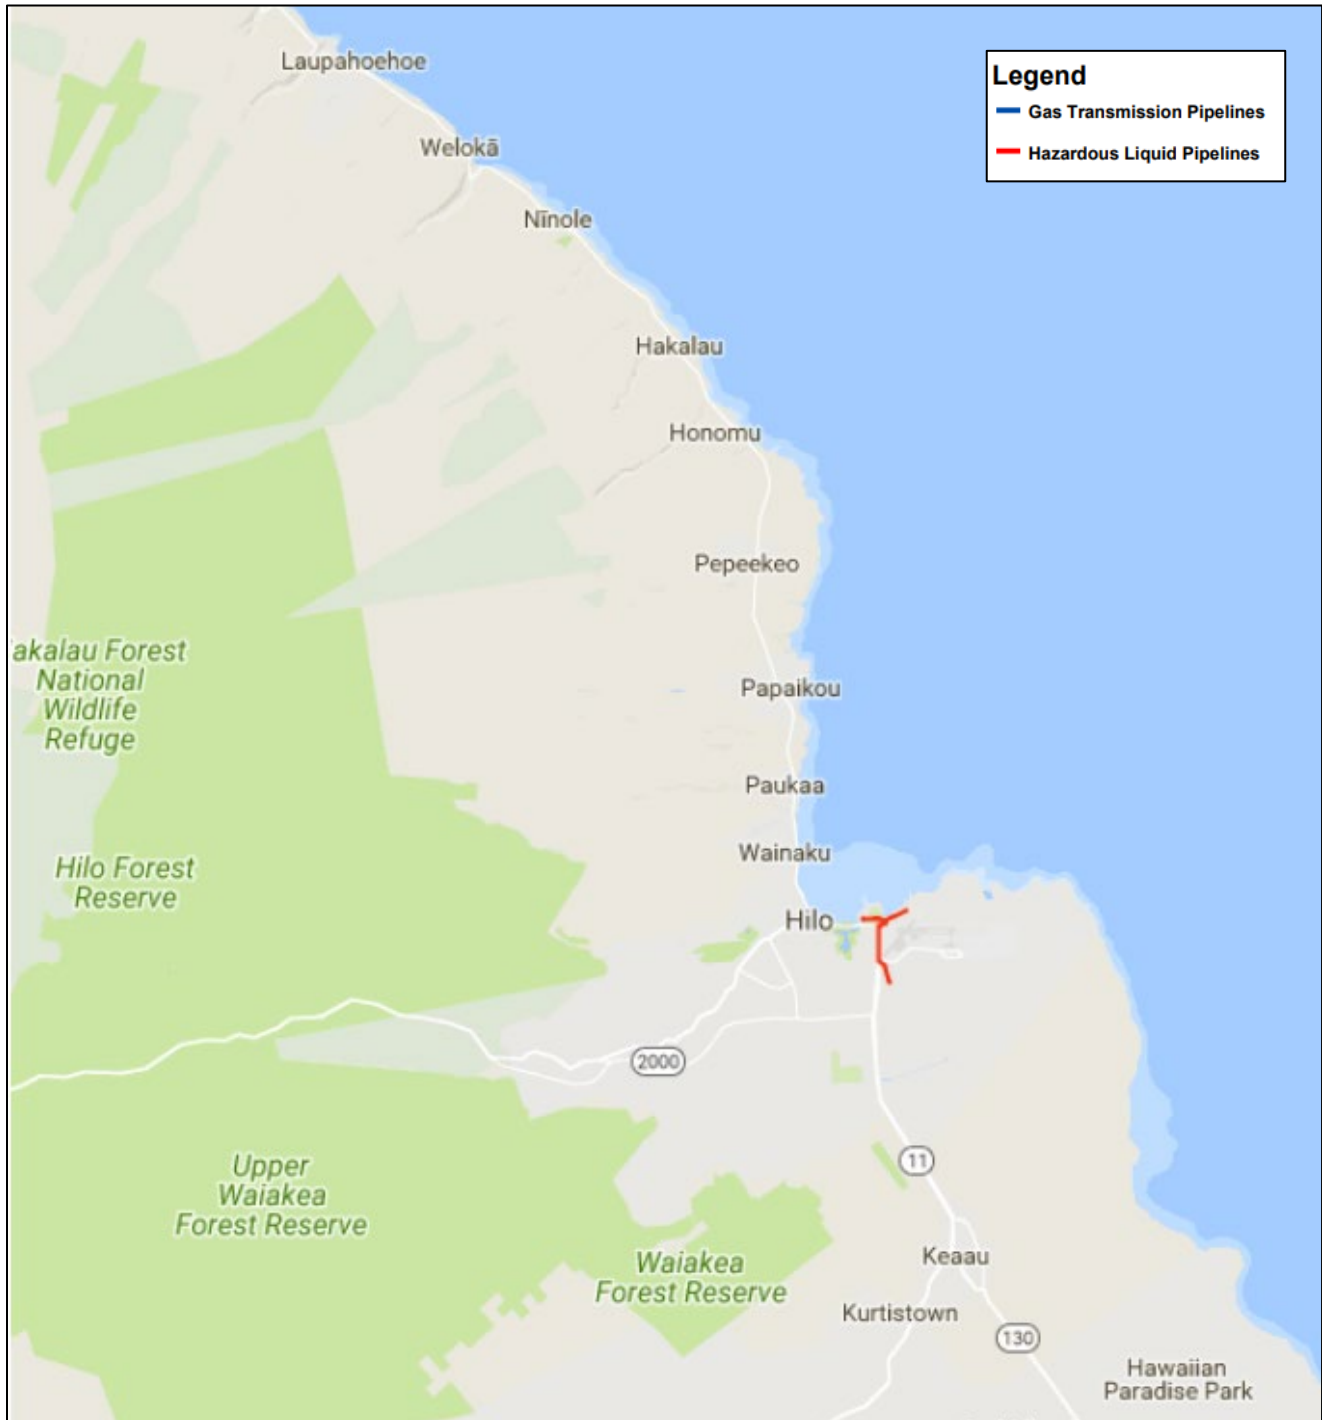 Laupahoehoe
Legend
Gas Transmission Pipelines
Hazardous Liquid Pipelines
Welokā
Nīnole
Hakalau
Honomu
Pepeekeo
akalau Forest
National
Wildlife
Refuge
Papaikou
Paukaa
Wainaku
Hilo Forest
Reserve
Hilo
2000
11
Upper
Waiakea
Forest Reserve
Waiakea
Forest Reserve
Keaau
Kurtistown
130
Hawaiian
Paradise Park